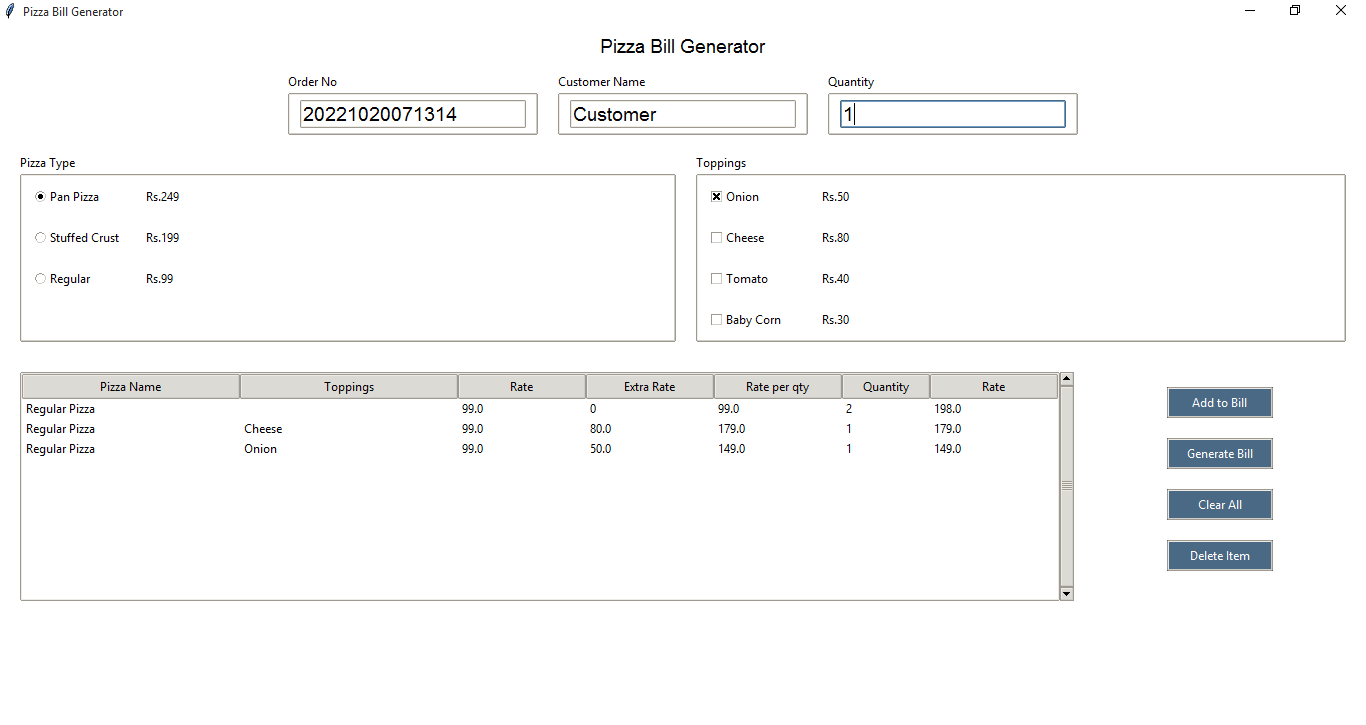 Pizza Bill Generator
Pizza Bill Generator
Order No Customer Name Quantity
20221020071314 Customer 1
Pizza Type Toppings
Pan Pizza Rs.249 Onion Rs.50
Stuffed Crust Rs.199 Cheese Rs.80
Regular Rs.99 Tomato Rs.40
Baby Corn Rs.30
Pizza Name Toppings Rate Extra Rate Rate per qty Quantity Rate
Regular Pizza 99.0 0 99.0 2 198.0
Regular Pizza Cheese 99.0 80.0 179.0 1 179.0
Regular Pizza Onion 99.0 50.0 149.0 1 149.0
Add to Bill
Generate Bill
Clear All
Delete Item